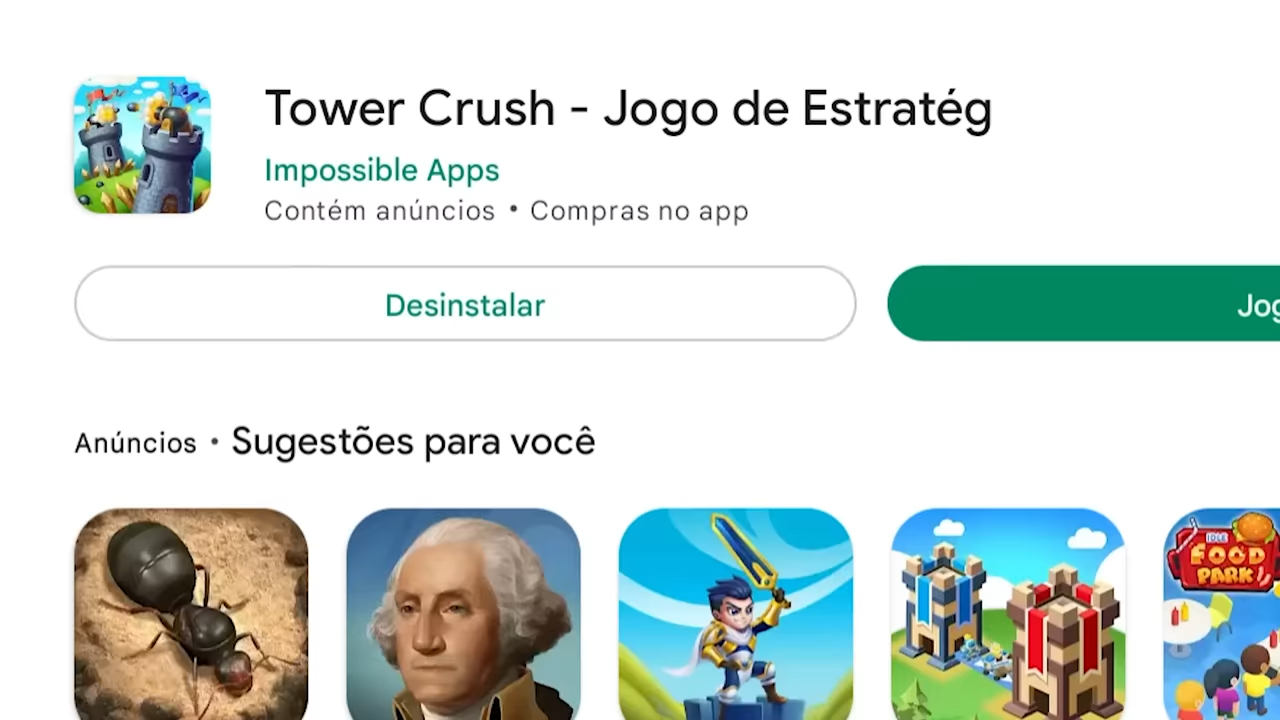 Tower Crush - Jogo de Estratég
Impossible Apps
Contém anúncios • Compras no app
Desinstalar
Jog
Anúncios • Sugestões para você
IDLE
FOOD
PARK